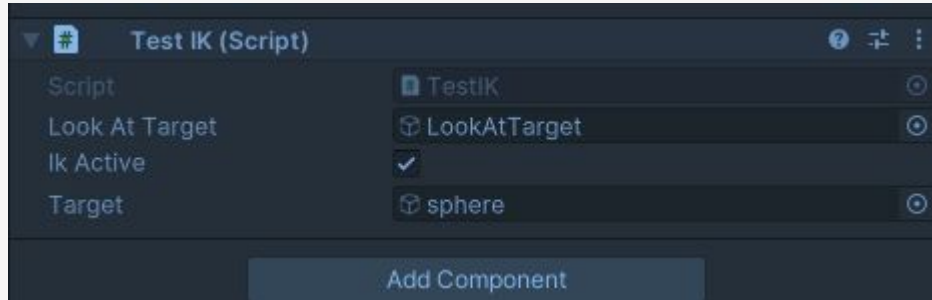 Test IK (Script)
Script TestIK
Look At Target LookAtTarget
Ik Active
Target sphere
Add Component